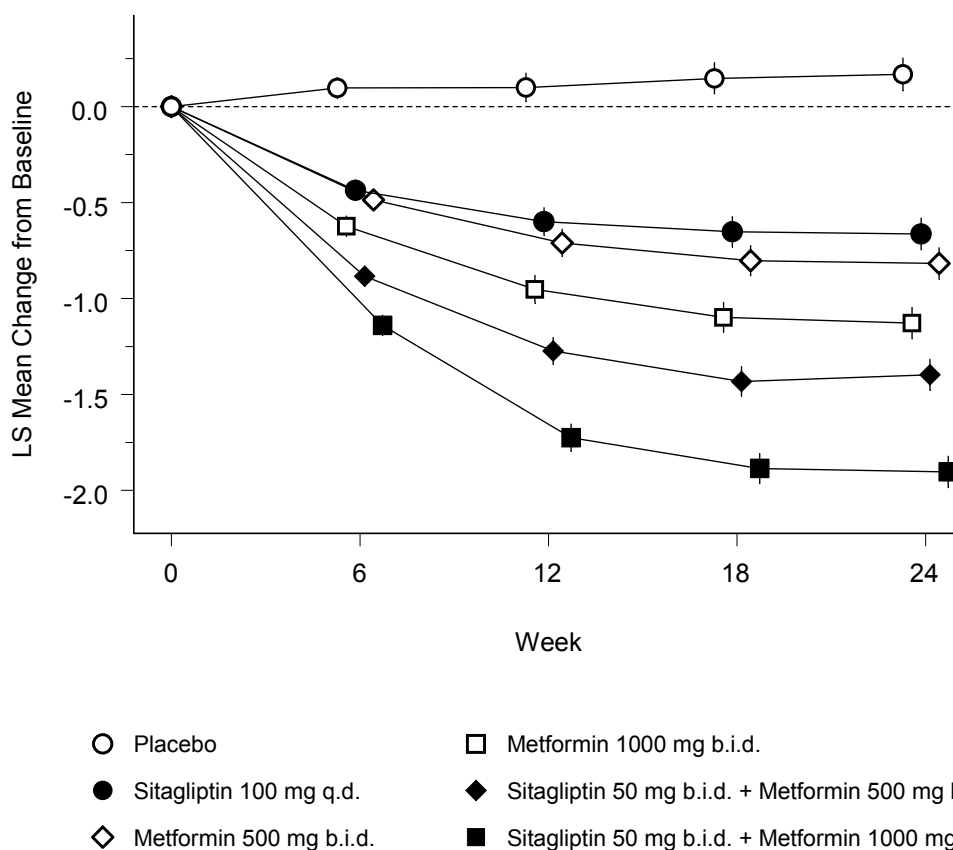 LS Mean Change from Baseline
0.0
-0.5
-1.0
-1.5
-2.0
0 6 12 18 24
Week
Placebo
Sitagliptin 100 mg q.d.
Metformin 500 mg b.i.d.
Metformin 1000 mg b.i.d.
Sitagliptin 50 mg b.i.d. + Metformin 500 mg
Sitagliptin 50 mg b.i.d. + Metformin 1000 mg